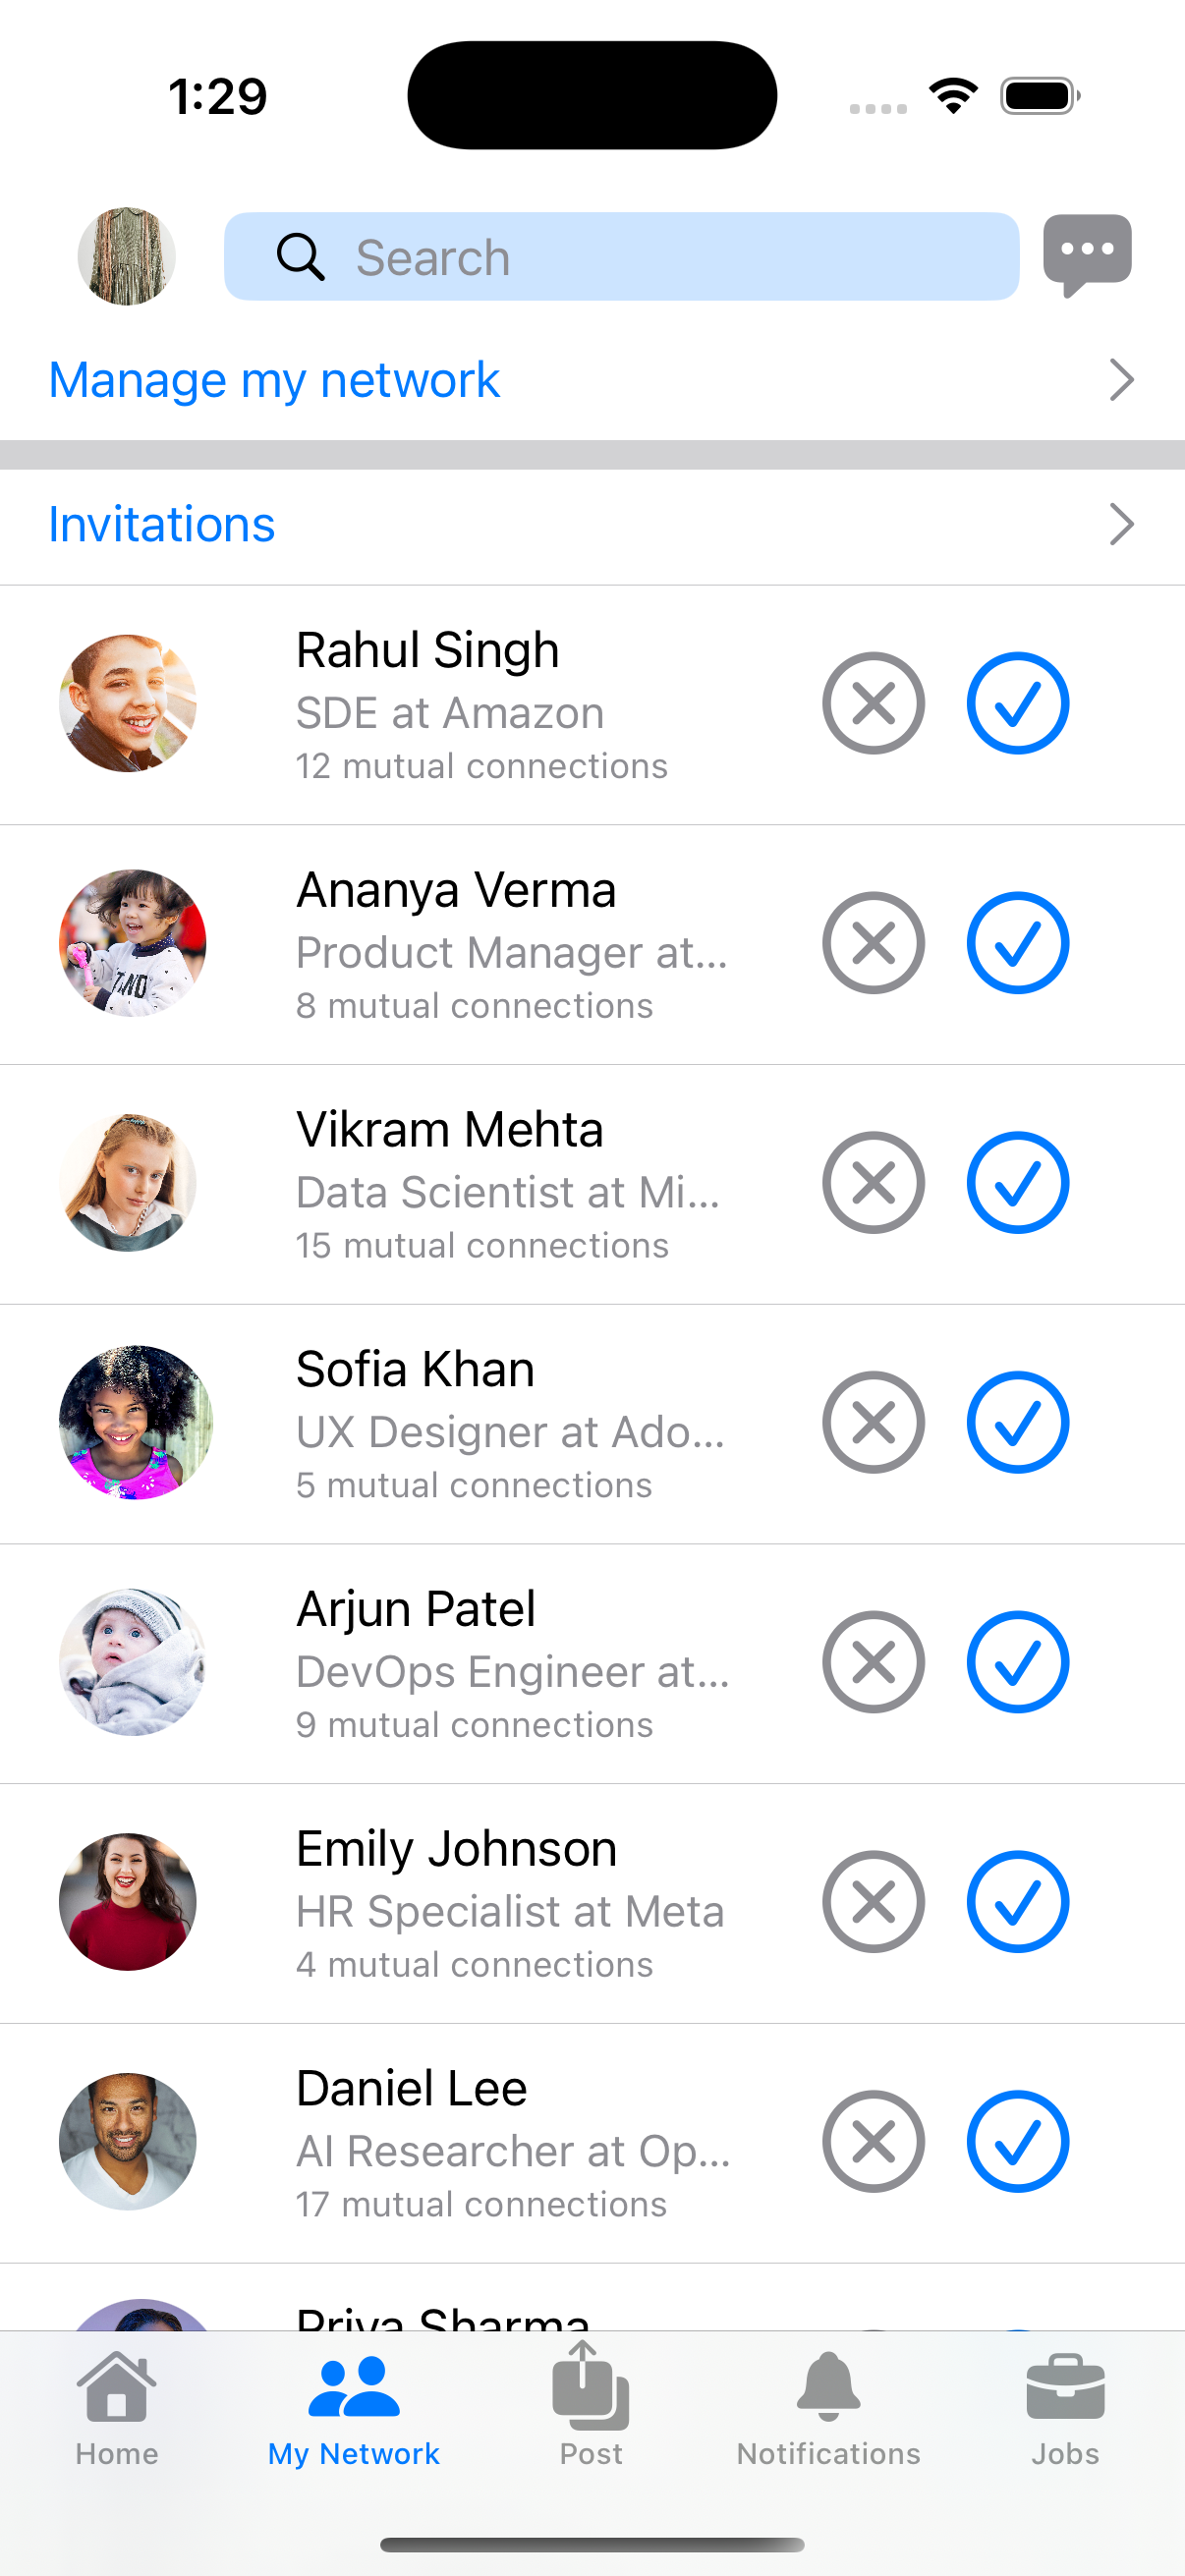 1:29
Search
Manage my network
Invitations
Rahul Singh
SDE at Amazon
12 mutual connections
Ananya Verma
Product Manager at...
8 mutual connections
Vikram Mehta
Data Scientist at Mi...
15 mutual connections
Sofia Khan
UX Designer at Ado...
5 mutual connections
Arjun Patel
DevOps Engineer at...
9 mutual connections
Emily Johnson
HR Specialist at Meta
4 mutual connections
Daniel Lee
AI Researcher at Op...
17 mutual connections
Priya Sharma
Home
My Network
Post
Notifications
Jobs